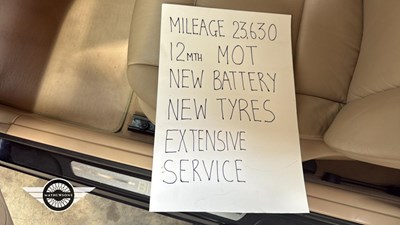 MILEAGE 23,630
12MTH MOT
NEW BATTERY
NEW TYRES
EXTENSIVE
SERVICE